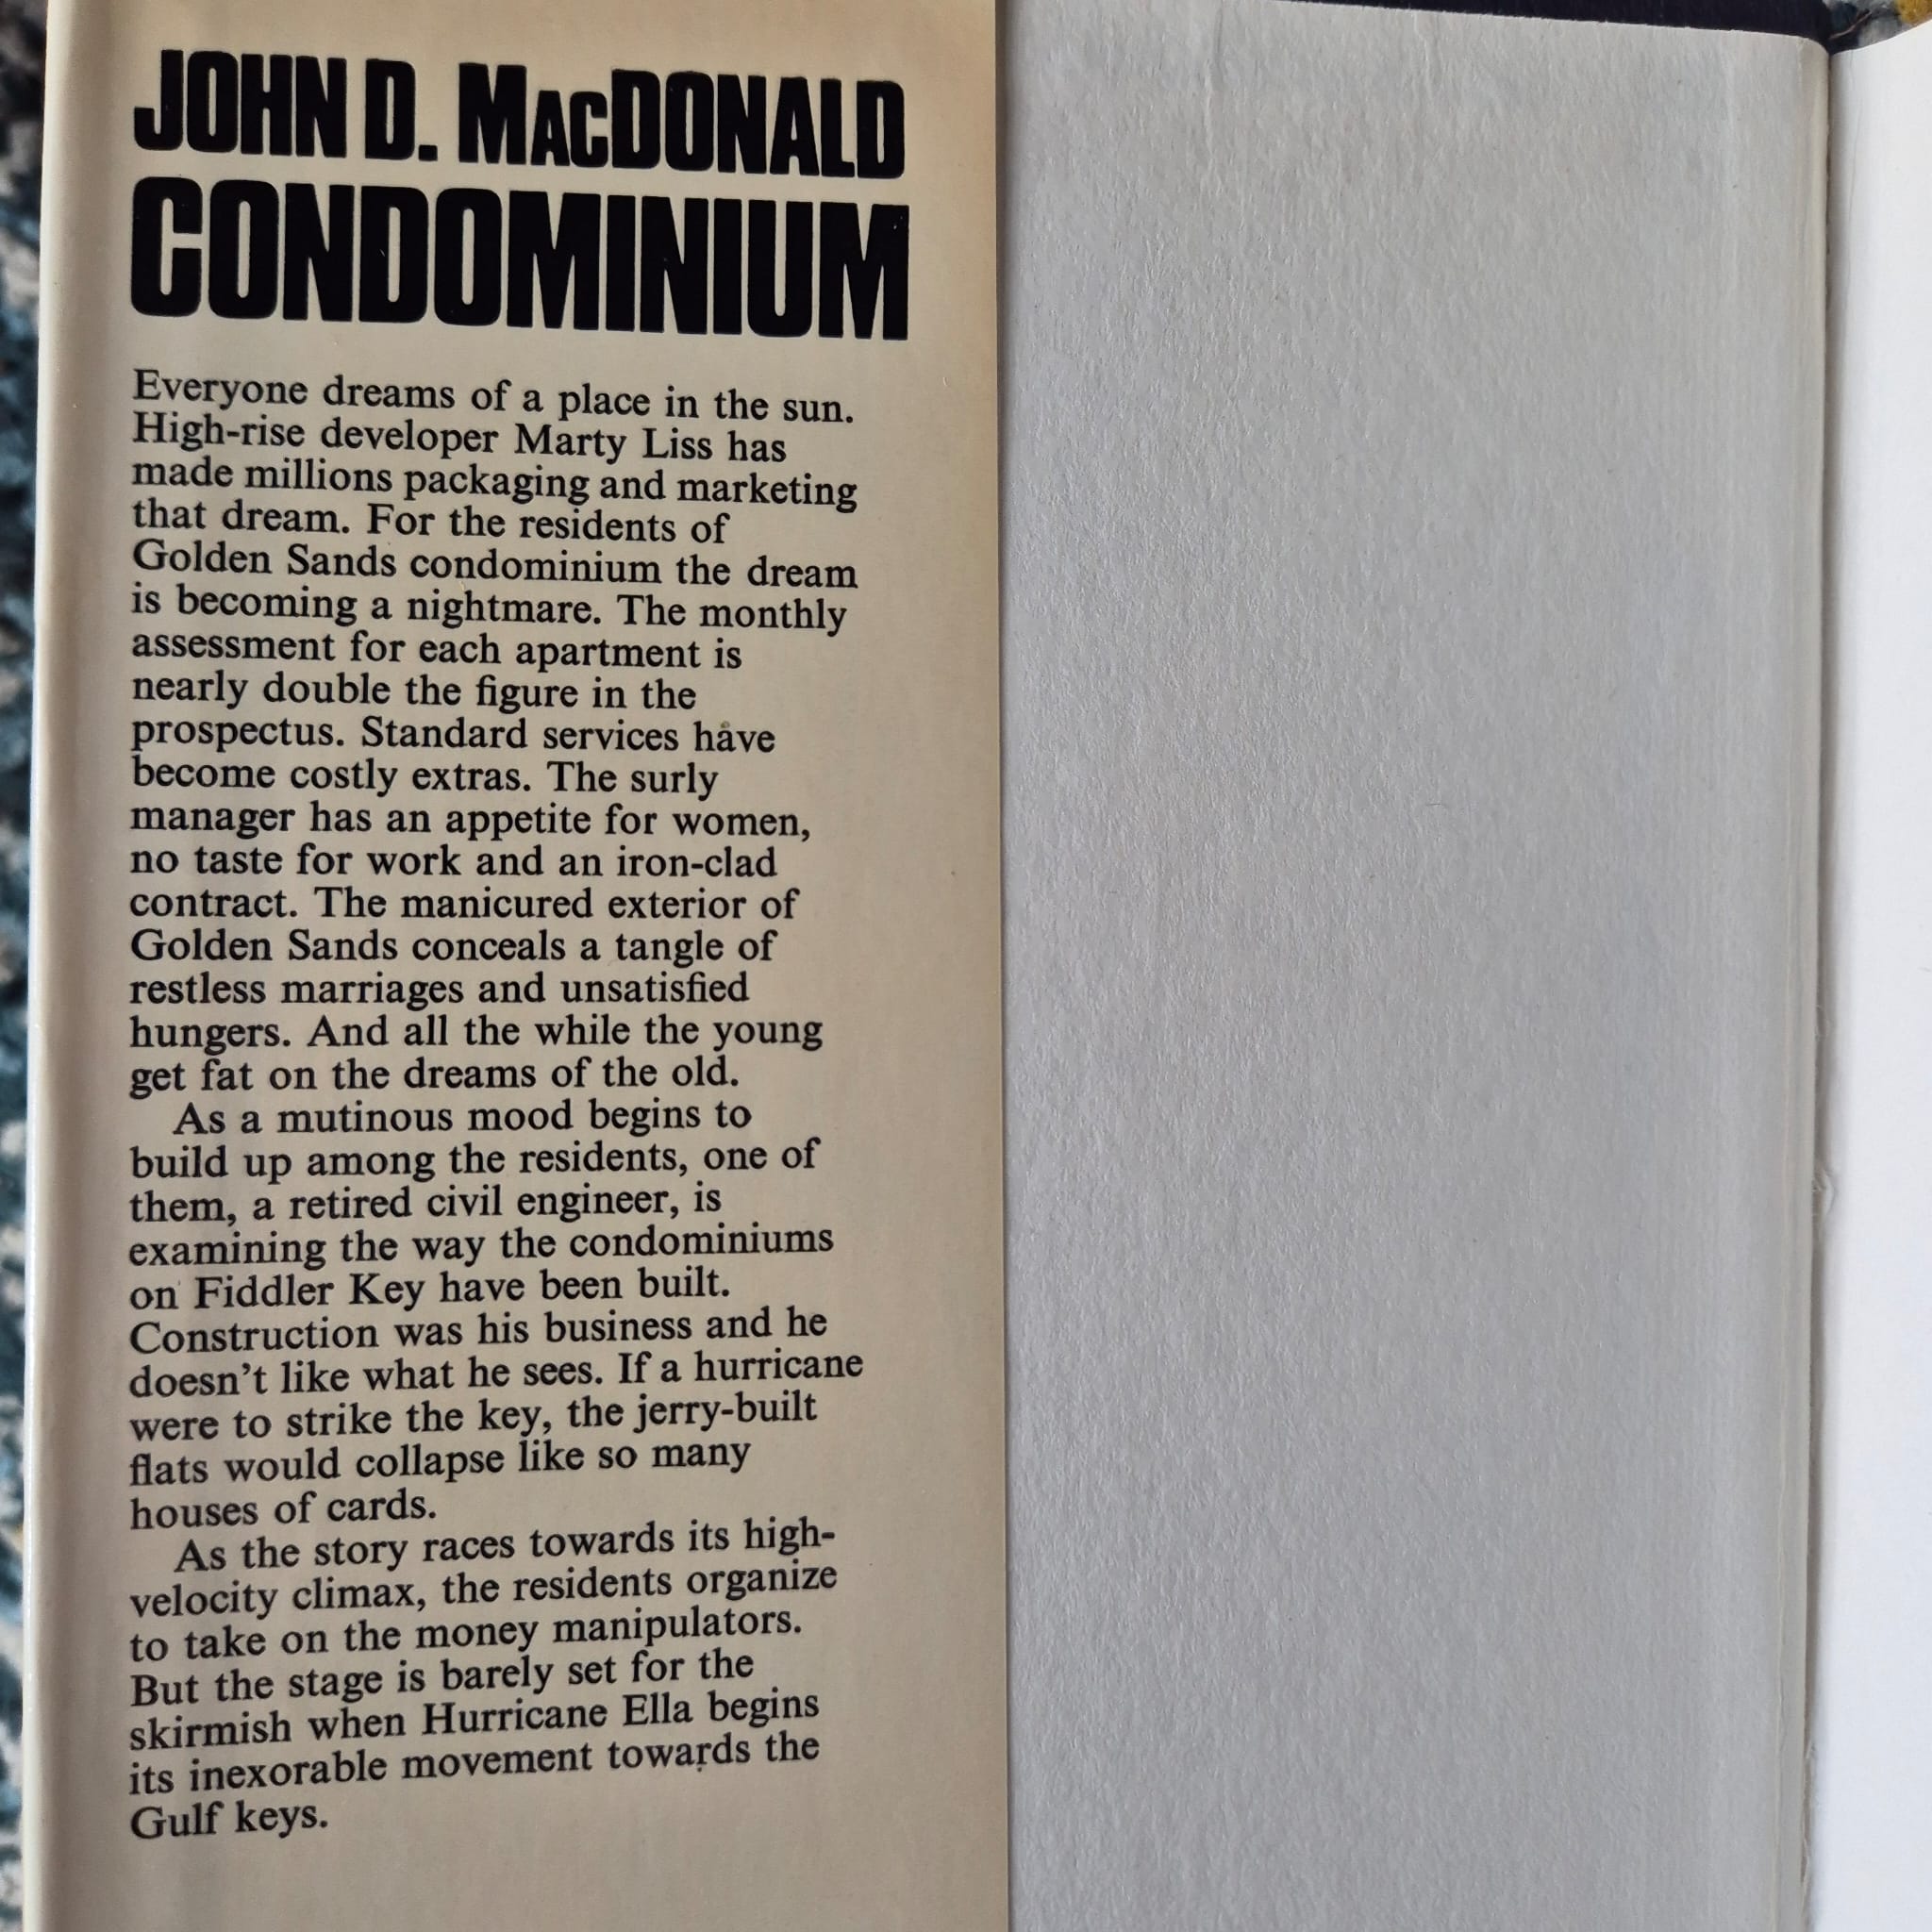 JOHN D. MACDONALD
CONDOMINIUM
Everyone dreams of a place in the sun.
High-rise developer Marty Liss has
made millions packaging and marketing
that dream. For the residents of
Golden Sands condominium the dream
is becoming a nightmare. The monthly
assessment for each apartment is
nearly double the figure in the
prospectus. Standard services have
become costly extras. The surly
manager has an appetite for women,
no taste for work and an iron-clad
contract. The manicured exterior of
Golden Sands conceals a tangle of
restless marriages and unsatisfied
hungers. And all the while the young
get fat on the dreams of the old.
As a mutinous mood begins to
build up among the residents, one of
them, a retired civil engineer, is
examining the way the condominiums
on Fiddler Key have been built.
Construction was his business and he
doesn't like what he sees. If a hurricane
were to strike the key, the jerry-built
flats would collapse like so many
houses of cards.
As the story races towards its high-
velocity climax, the residents organize
to take on the money manipulators.
But the stage is barely set for the
skirmish when Hurricane Ella begins
its inexorable movement towards the
Gulf keys.